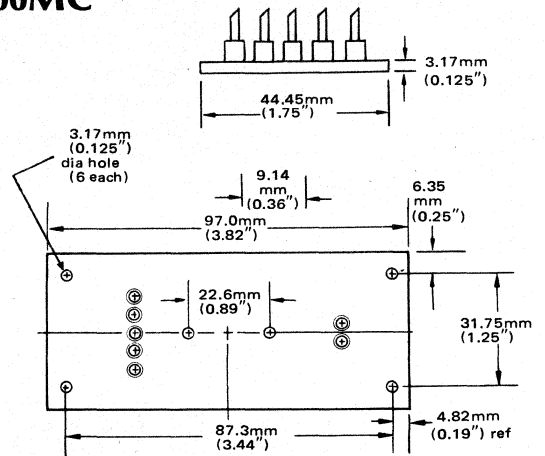 00MC
3.17mm
(0.125″)
44.45mm
(1.75″)
3.17mm
(0.125″)
dia hole
(6 each)
9.14
mm
(0.36″)
6.35
mm
(0.25″)
97.0mm
(3.82″)
22.6mm
(0.89″)
31.75mm
(1.25″)
87.3mm
(3.44″)
4.82mm
(0.19″) ref